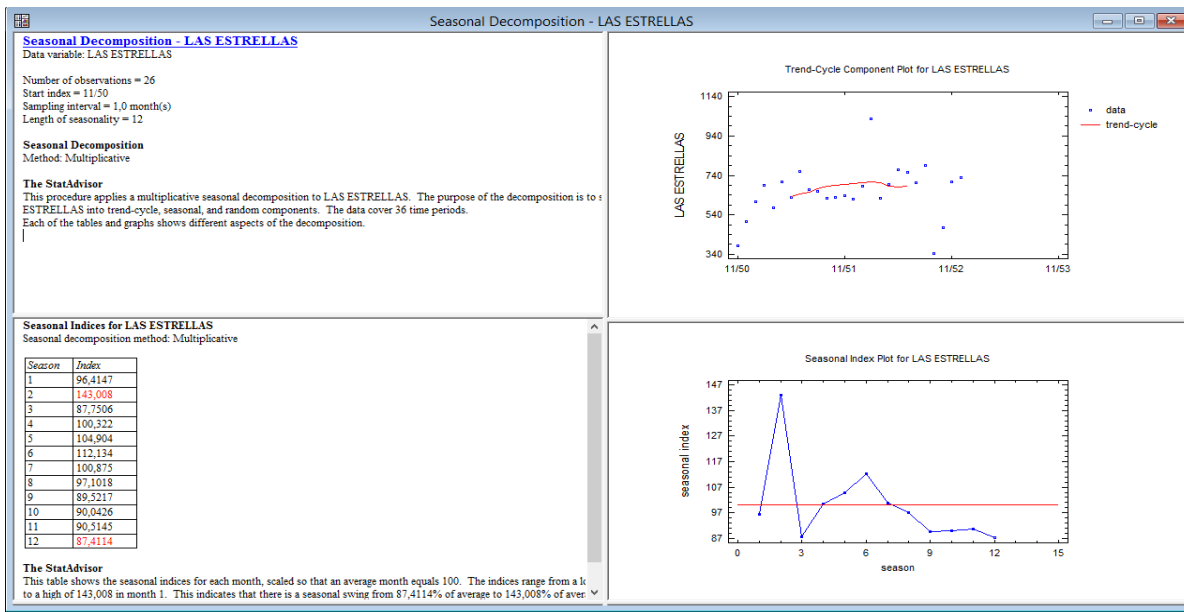 Seasonal Decomposition - LAS ESTRELLAS
Seasonal Decomposition - LAS ESTRELLAS
Data variable: LAS ESTRELLAS
Number of observations = 26
Start index = 11/50
Sampling interval = 1,0 month(s)
Length of seasonality = 12
Seasonal Decomposition
Method: Multiplicative
The StatAdvisor
This procedure applies a multiplicative seasonal decomposition to LAS ESTRELLAS.  The purpose of the decomposition is to s
ESTRELLAS into trend-cycle, seasonal, and random components.  The data cover 36 time periods.
Each of the tables and graphs shows different aspects of the decomposition.
Trend-Cycle Component Plot for LAS ESTRELLAS
LAS ESTRELLAS
1140
940
740
540
340
11/50 11/51 11/52 11/53
data
trend-cycle
Seasonal Indices for LAS ESTRELLAS
Seasonal decomposition method: Multiplicative
Season Index
1 96,4147
2 143,008
3 87,7506
4 100,322
5 104,904
6 112,134
7 100,875
8 97,1018
9 89,5217
10 90,0426
11 90,5145
12 87,4114
The StatAdvisor
This table shows the seasonal indices for each month, scaled so that an average month equals 100.  The indices range from a
to a high of 143,008 in month 1.  This indicates that there is a seasonal swing from 87,4114% of average to 143,008% of
Seasonal Index Plot for LAS ESTRELLAS
seasonal index
147
137
127
117
107
97
87
0 3 6 9 12 15
season